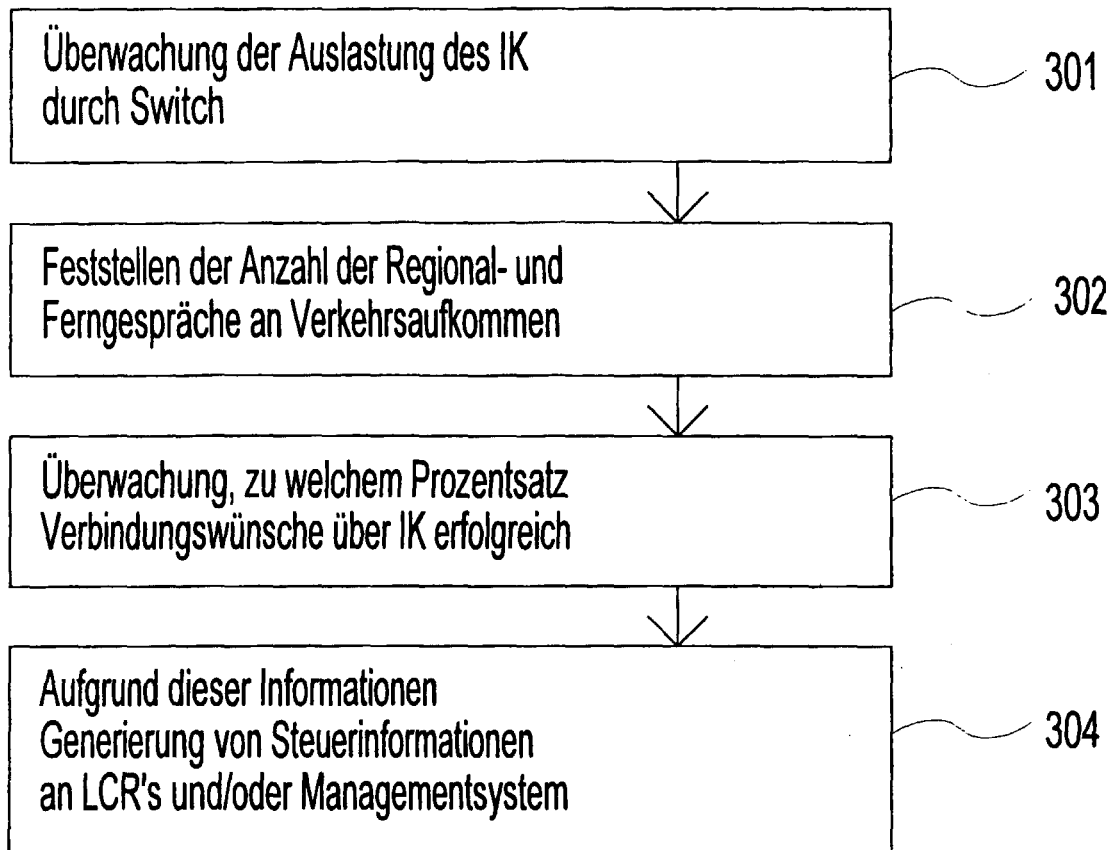 Überwachung der Auslastung des IK
durch Switch
301
Feststellen der Anzahl der Regional- und
Ferngespräche an Verkehrsaufkommen
302
Überwachung, zu welchem Prozentsatz
Verbindungswünsche über IK erfolgreich
303
Aufgrund dieser Informationen
Generierung von Steuerinformationen
an LCR's und/oder Managementsystem
304